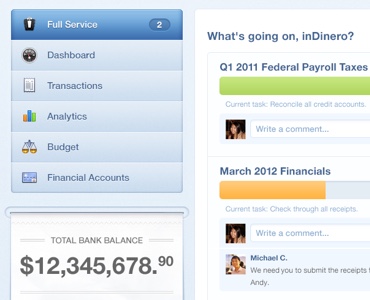 Full Service 2
Dashboard
Transactions
Analytics
Budget
Financial Accounts
TOTAL BANK BALANCE
$12,345,678.90
What's going on, inDinero?
Q1 2011 Federal Payroll Taxes
Current task: Reconcile all credit accounts.
Write a comment...
March 2012 Financials
Current task: Check through all receipts.
Write a comment...
Michael C.
We need you to submit the receipts
Andy.